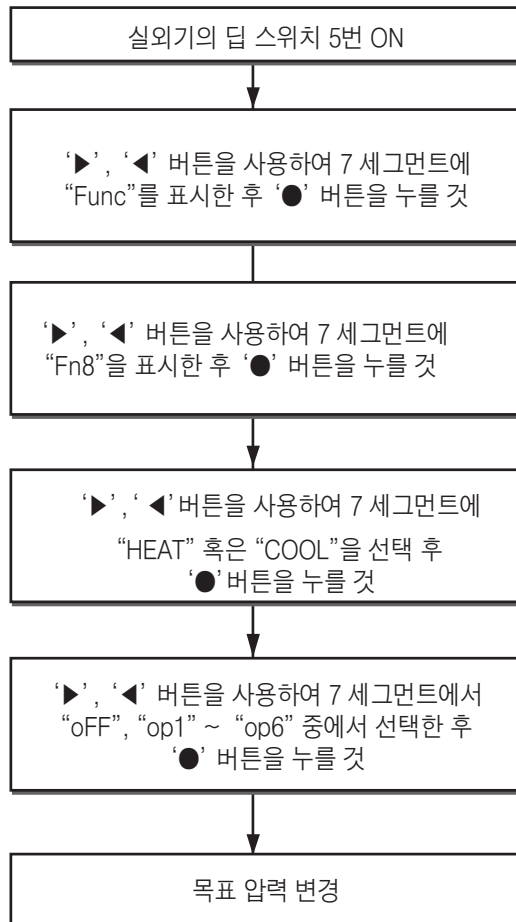 실외기의 딥 스위치 5번 ON
‘▶’, ‘◀’ 버튼을 사용하여 7 세그먼트에
“Func”를 표시한 후 ‘●’ 버튼을 누를 것
‘▶’, ‘◀’ 버튼을 사용하여 7 세그먼트에
“Fn8”을 표시한 후 ‘●’ 버튼을 누를 것
‘▶’, ‘◀’버튼을 사용하여 7 세그먼트에
“HEAT” 혹은 “COOL”을 선택 후
‘●’버튼을 누를 것
‘▶’, ‘◀’ 버튼을 사용하여 7 세그먼트에서
“oFF”, “op1” ~ “op6” 중에서 선택한 후
‘●’ 버튼을 누를 것
목표 압력 변경